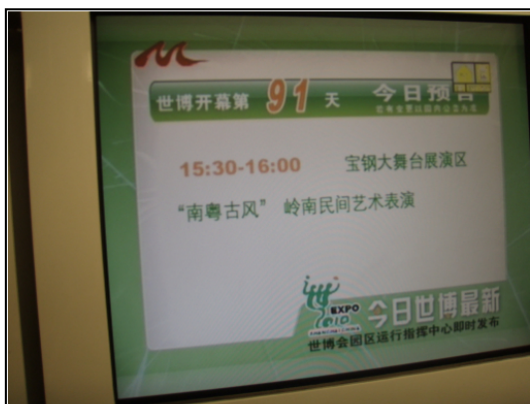 世博开幕第 91 天
今日预告
15:30-16:00 宝钢大舞台展演区
“南粤古风” 岭南民间艺术表演
EXPO
2010
SHANGHAI CHINA
今日世博最新
世博会园区运行指挥中心即时发布